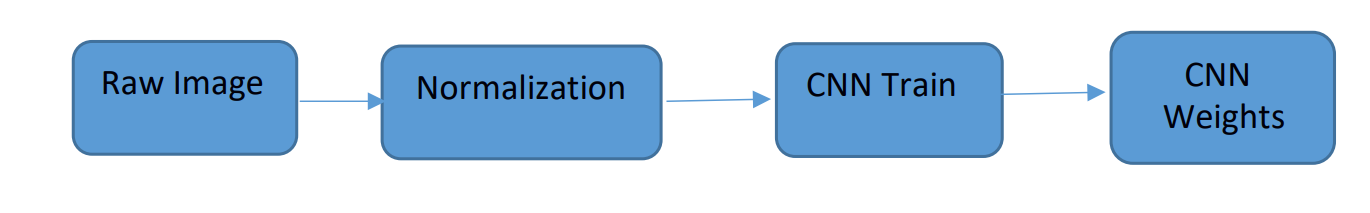 Raw Image
Normalization
CNN Train
CNN
Weights